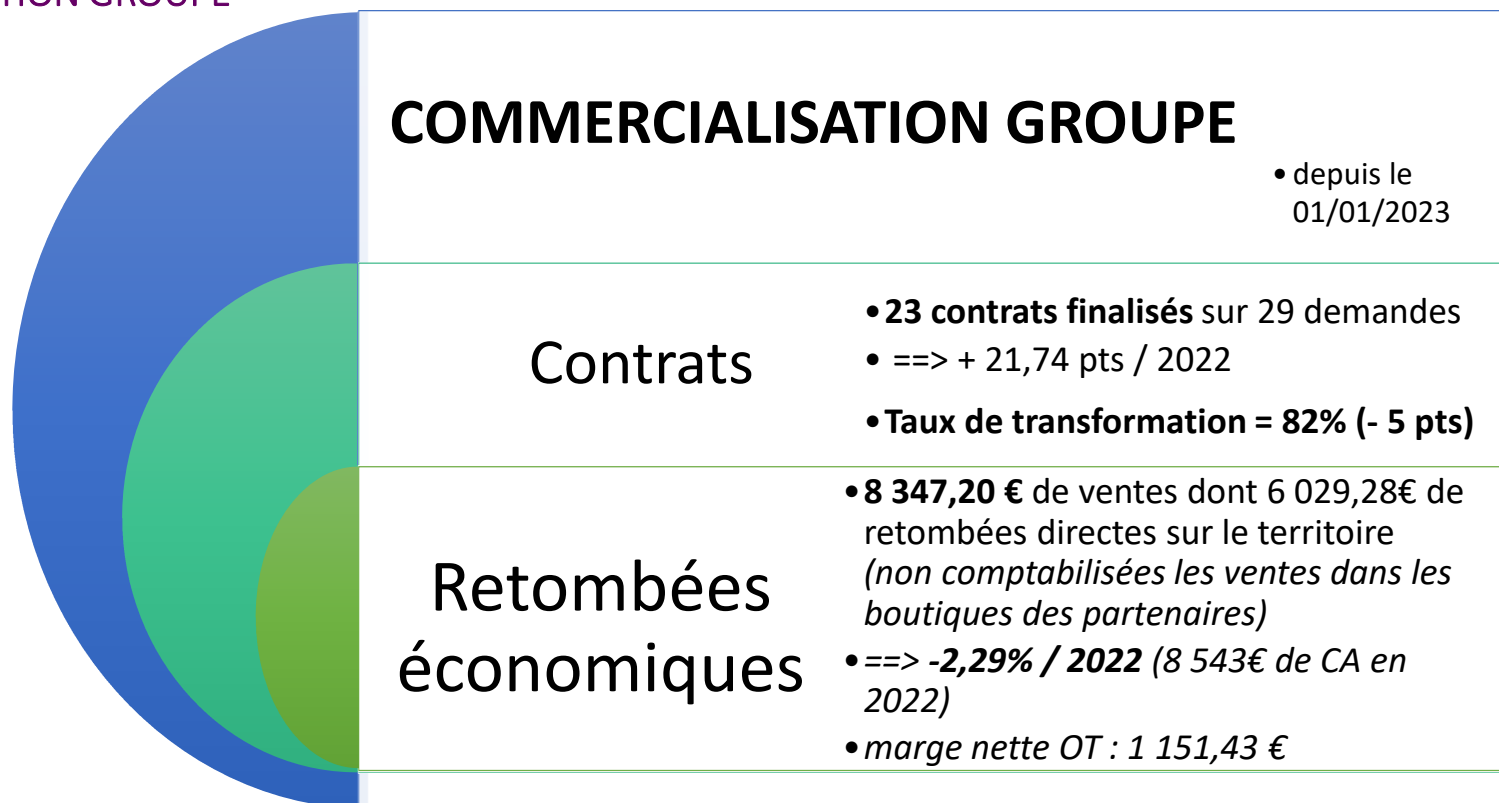 COMMERCIALISATION GROUPE
• depuis le
01/01/2023
Contrats
• 23 contrats finalisés sur 29 demandes
• ==> + 21,74 pts / 2022
• Taux de transformation = 82% (- 5 pts)
Retombées
économiques
• 8 347,20 € de ventes dont 6 029,28€ de
retombées directes sur le territoire
(non comptabilisées les ventes dans les
boutiques des partenaires)
• ==> -2,29% / 2022 (8 543€ de CA en
2022)
• marge nette OT : 1 151,43 €